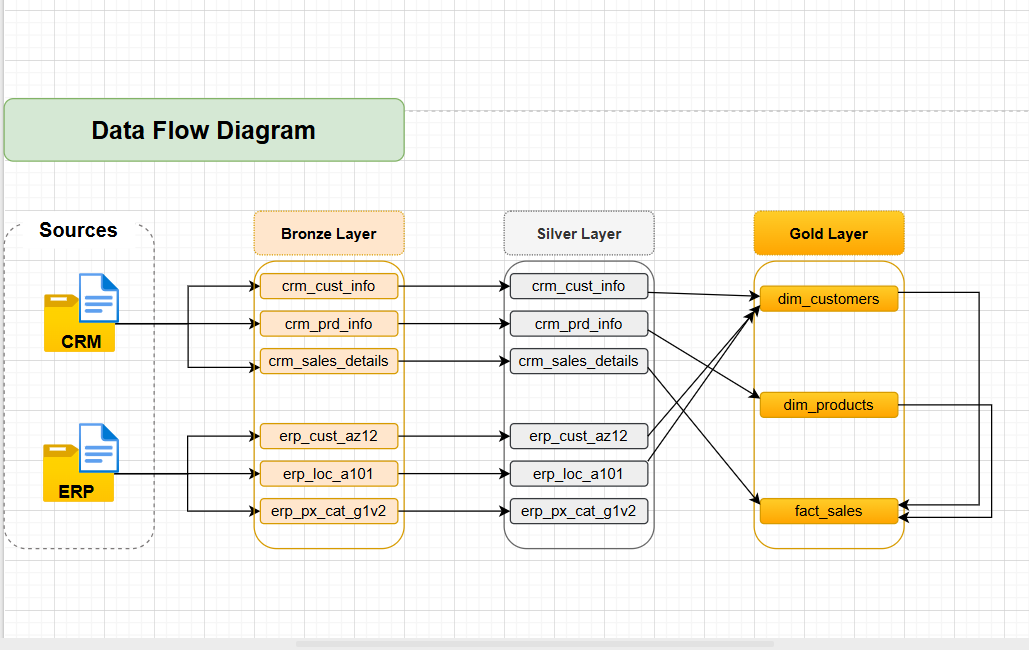 Data Flow Diagram
Sources
Bronze Layer
Silver Layer
Gold Layer
CRM
ERP
crm_cust_info
crm_prd_info
crm_sales_details
erp_cust_az12
erp_loc_a101
erp_px_cat_g1v2
crm_cust_info
crm_prd_info
crm_sales_details
erp_cust_az12
erp_loc_a101
erp_px_cat_g1v2
dim_customers
dim_products
fact_sales